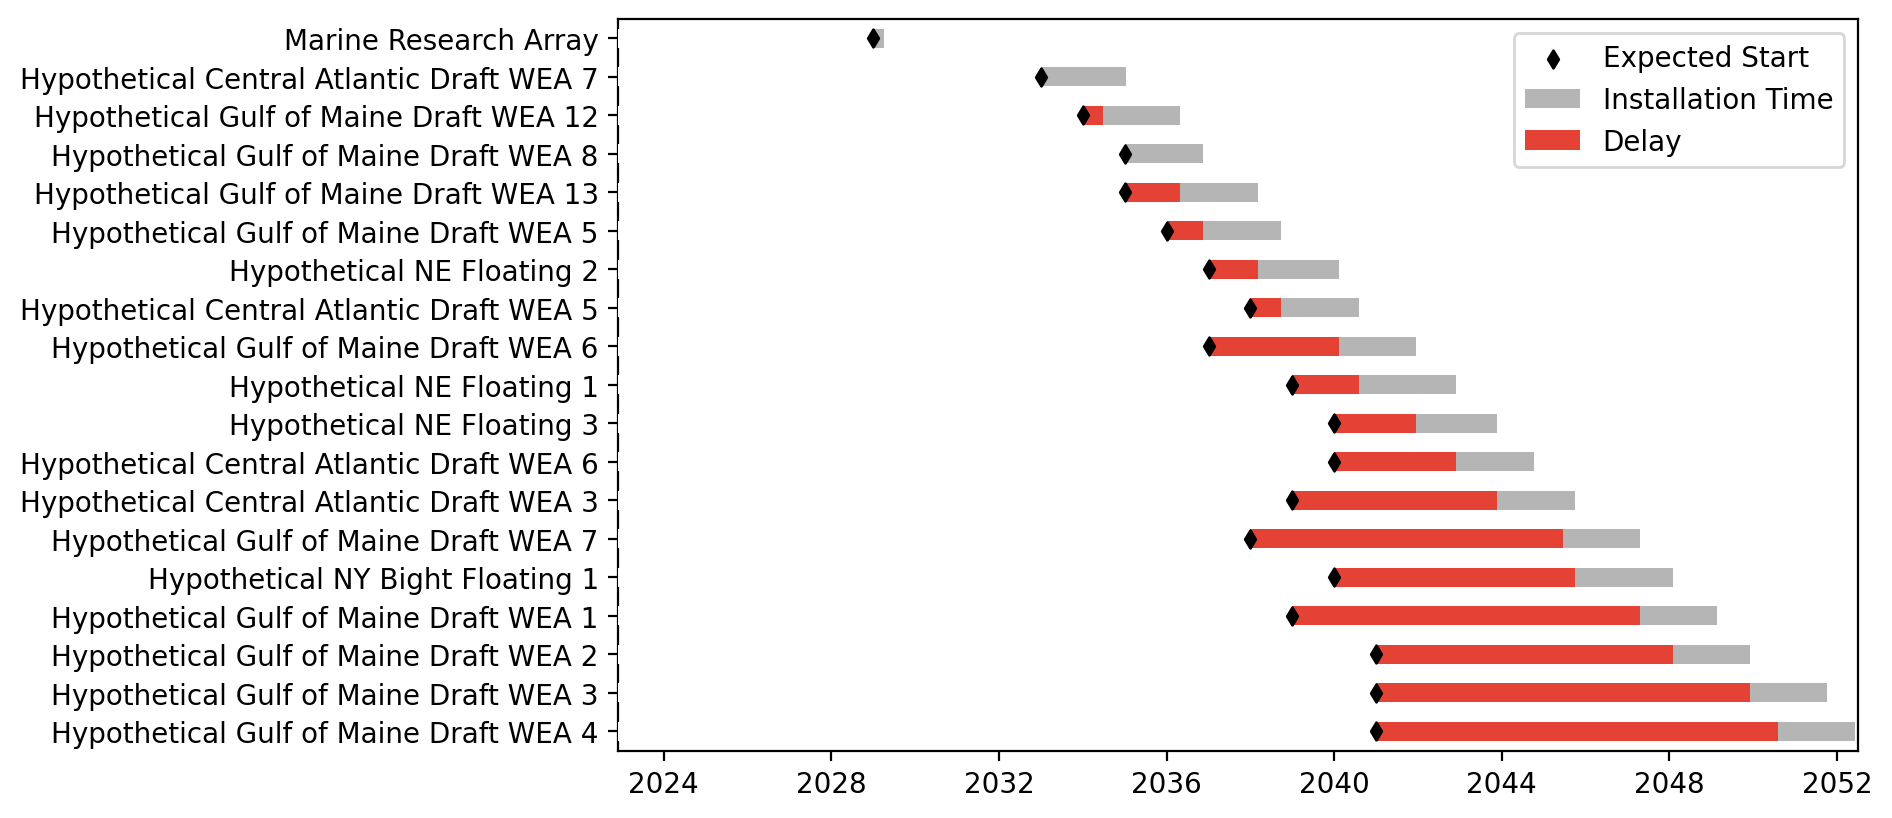 Marine Research Array
Hypothetical Central Atlantic Draft WEA 7
Hypothetical Gulf of Maine Draft WEA 12
Hypothetical Gulf of Maine Draft WEA 8
Hypothetical Gulf of Maine Draft WEA 13
Hypothetical Gulf of Maine Draft WEA 5
Hypothetical NE Floating 2
Hypothetical Central Atlantic Draft WEA 5
Hypothetical Gulf of Maine Draft WEA 6
Hypothetical NE Floating 1
Hypothetical NE Floating 3
Hypothetical Central Atlantic Draft WEA 6
Hypothetical Central Atlantic Draft WEA 3
Hypothetical Gulf of Maine Draft WEA 7
Hypothetical NY Bight Floating 1
Hypothetical Gulf of Maine Draft WEA 1
Hypothetical Gulf of Maine Draft WEA 2
Hypothetical Gulf of Maine Draft WEA 3
Hypothetical Gulf of Maine Draft WEA 4
Expected Start
Installation Time
Delay
2024 2028 2032 2036 2040 2044 2048 2052